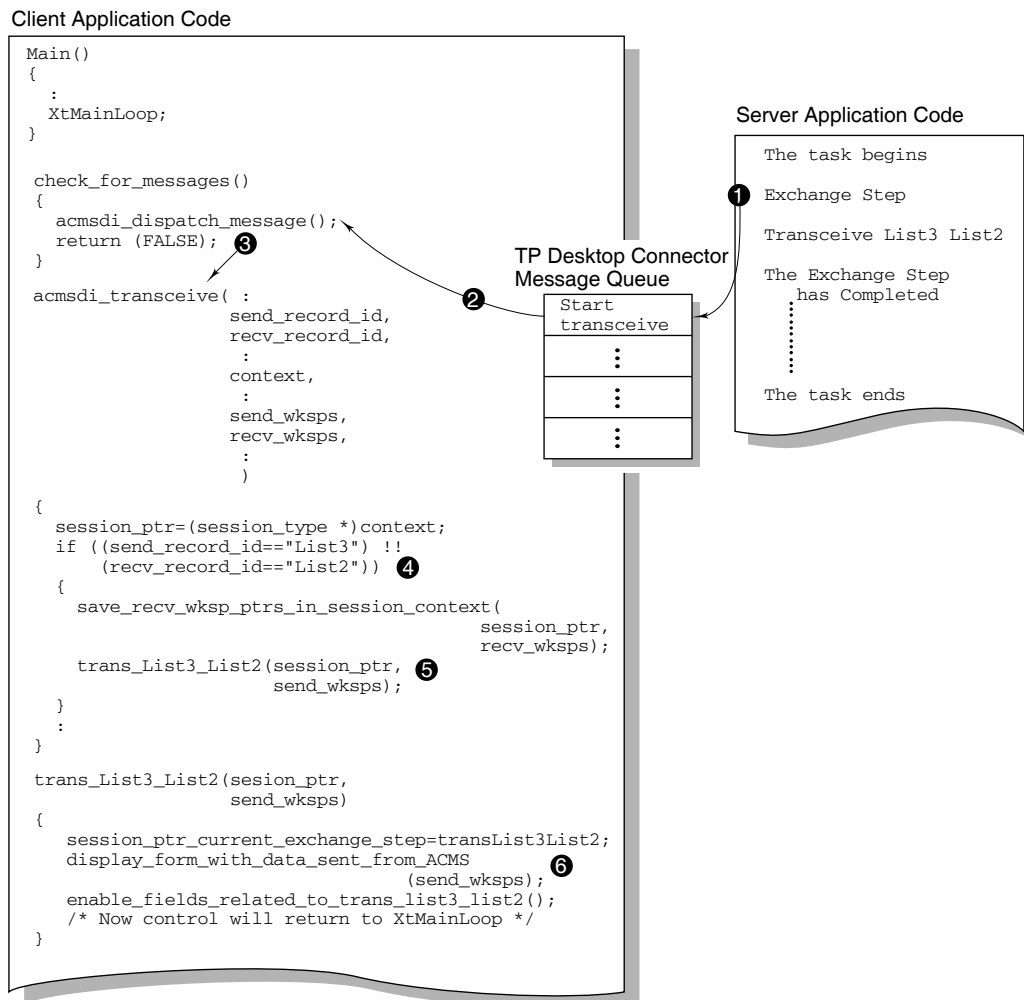 Client Application Code
Main()
{
:
XtMainLoop;
}
check_for_messages()
{
acmsdi_dispatch_message();
return (FALSE); 3
}
acmsdi_transceive( :
send_record_id,
recv_record_id,
:
context,
:
send_wksps,
recv_wksps,
:
)
{
session_ptr=(session_type *)context;
if ((send_record_id=="List3") !!
(recv_record_id=="List2")) 4
{
save_recv_wksp_ptrs_in_session_context(
session_ptr,
recv_wksps);
trans_List3_List2(session_ptr, 5
send_wksps);
}
:
}
trans_List3_List2(sesion_ptr,
send_wksps)
{
session_ptr_current_exchange_step=transList3List2;
display_form_with_data_sent_from_ACMS
(send_wksps); 6
enable_fields_related_to_trans_list3_list2();
/* Now control will return to XtMainLoop */
}
2
TP Desktop Connector
Message Queue
Start
transceive
Server Application Code
The task begins
1 Exchange Step
Transceive List3 List2
The Exchange Step
has Completed
The task ends